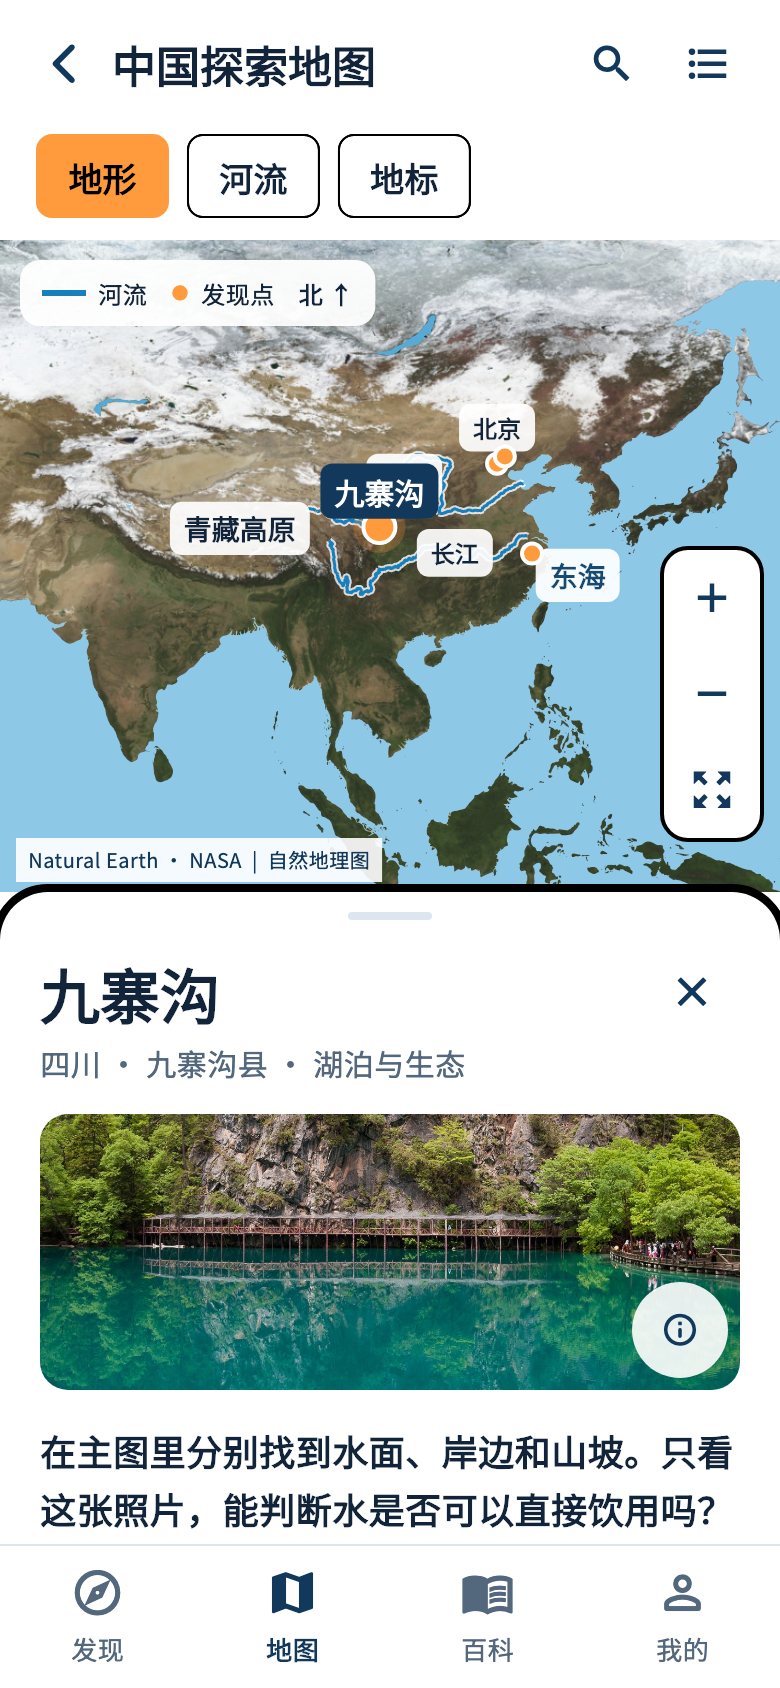 中国探索地图
地形
河流
地标
河流 发现点 北 ↑
北京
九寨沟
青藏高原
长江
东海
Natural Earth · NASA | 自然地理图
九寨沟
四川 · 九寨沟县 · 湖泊与生态
在主图里分别找到水面、岸边和山坡。只看
这张照片，能判断水是否可以直接饮用吗？
发现
地图
百科
我的